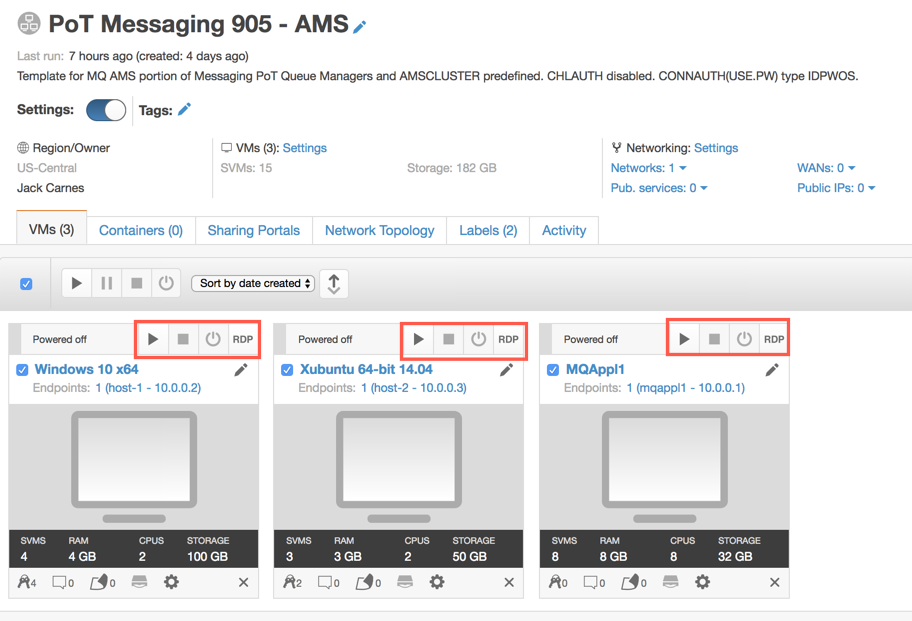 PoT Messaging 905 - AMS
Last run: 7 hours ago (created: 4 days ago)
Template for MQ AMS portion of Messaging PoT Queue Managers and AMSCLUSTER predefined. CHLAUTH disabled. CONNAUTH(USE.PW) type IDPWOS.
Settings: Tags:
Region/Owner
US-Central
Jack Carnes
VMs (3): Settings
SVMs: 15 Storage: 182 GB
Networking: Settings
Networks: 1 WANs: 0
Pub. services: 0 Public IPs: 0
VMs (3) Containers (0) Sharing Portals Network Topology Labels (2) Activity
Sort by date created
Powered off RDP
Windows 10 x64
Endpoints: 1 (host-1 - 10.0.0.2)
SVMS RAM CPUS STORAGE
4 4 GB 2 100 GB
4 0 0
Powered off RDP
Xubuntu 64-bit 14.04
Endpoints: 1 (host-2 - 10.0.0.3)
SVMS RAM CPUS STORAGE
3 3 GB 2 50 GB
2 0 0
Powered off RDP
MQAppl1
Endpoints: 1 (mqappl1 - 10.0.0.1)
SVMS RAM CPUS STORAGE
8 8 GB 8 32 GB
0 0 0